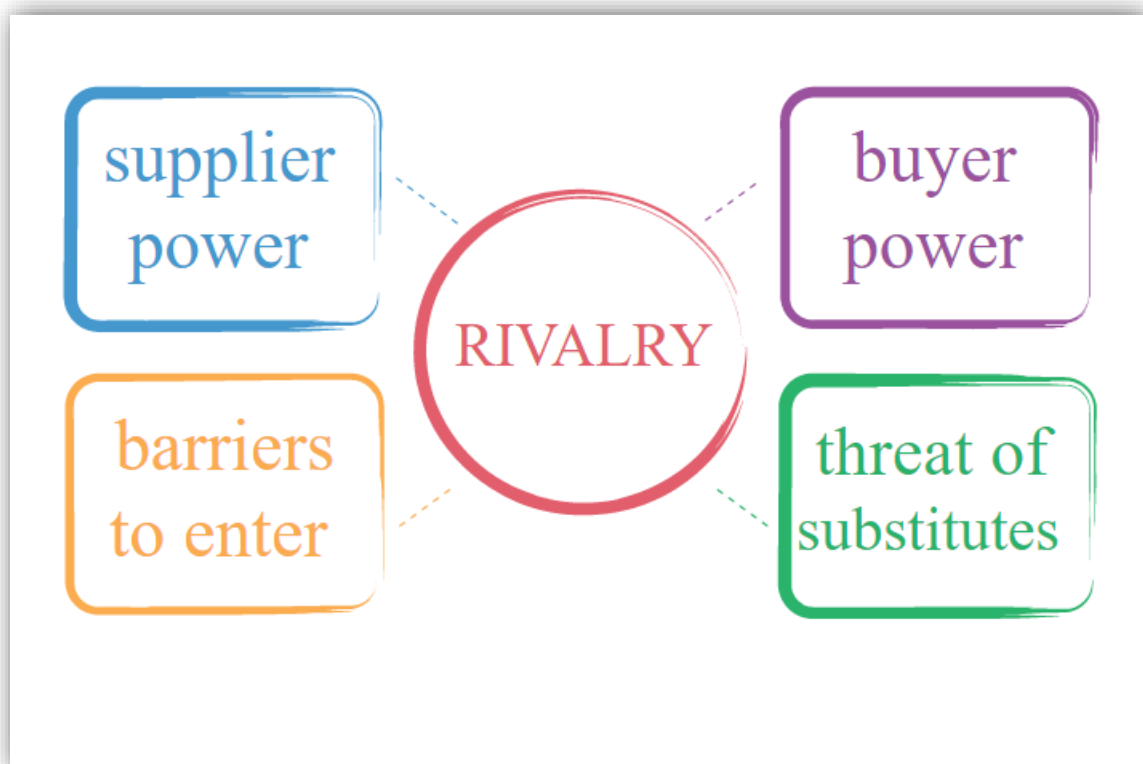 supplier
power
buyer
power
RIVALRY
barriers
to enter
threat of
substitutes